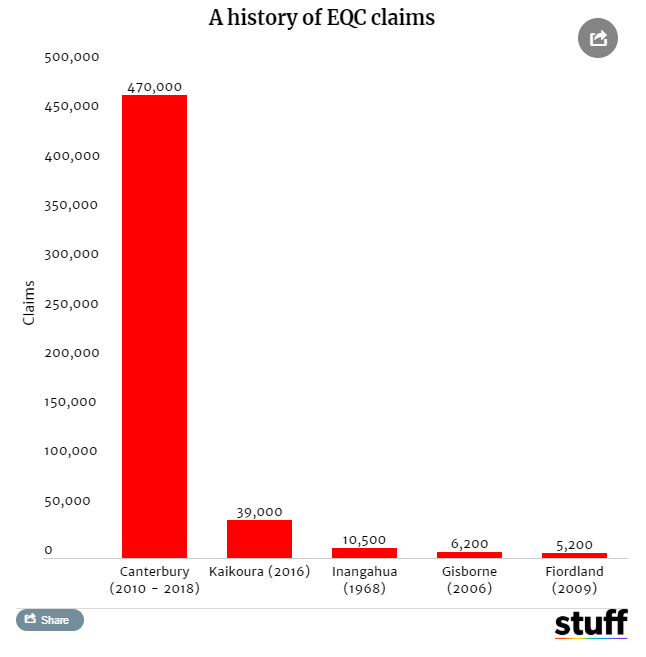 A history of EQC claims
500,000
450,000
400,000
350,000
300,000
250,000
200,000
150,000
100,000
50,000
0
Claims
470,000
39,000
10,500
6,200
5,200
Canterbury
(2010 - 2018)
Kaikoura (2016)
Inangahua
(1968)
Gisborne
(2006)
Fiordland
(2009)
Share
stuff